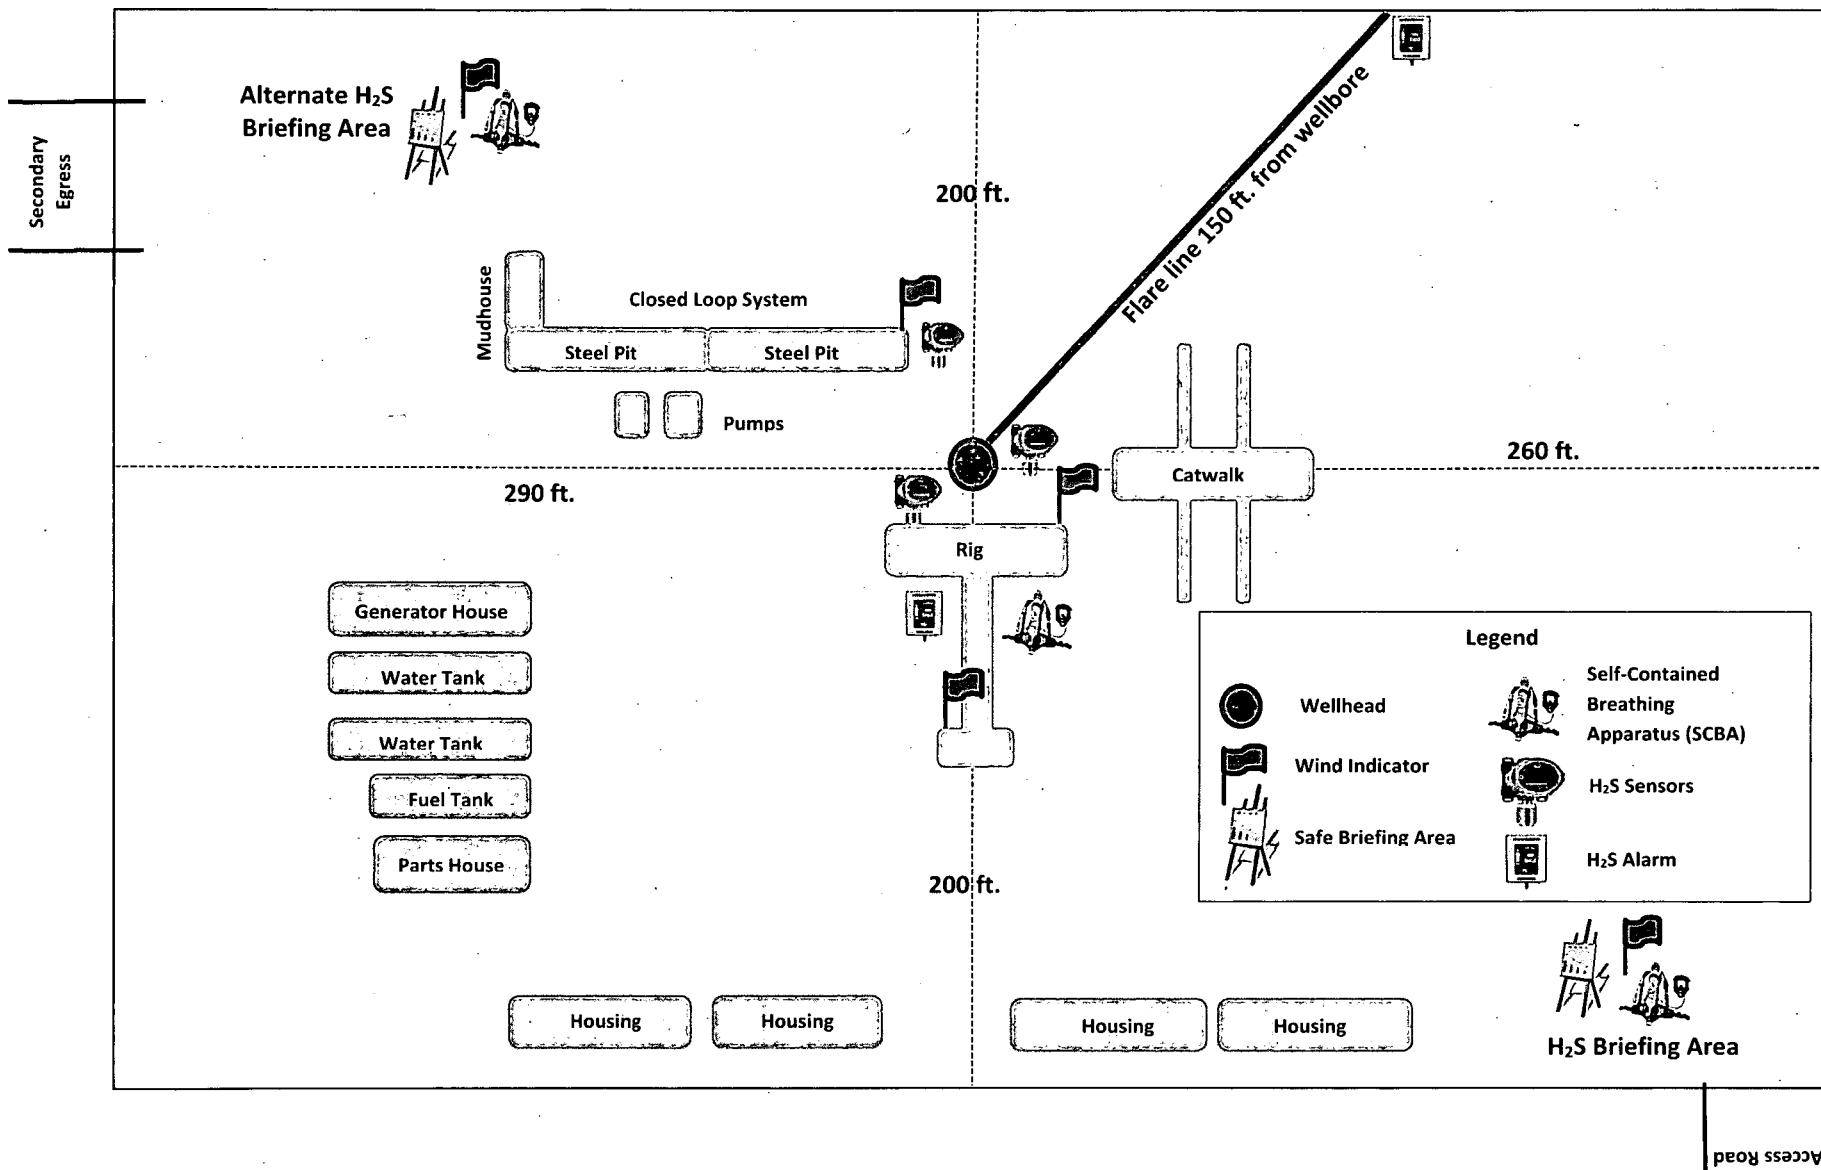 Alternate H₂S
Briefing Area
Secondary
Egress
200 ft.
Flare line 150 ft. from wellbore
Mudhouse
Closed Loop System
Steel Pit
Steel Pit
Pumps
290 ft.
260 ft.
Catwalk
Rig
Generator House
Water Tank
Water Tank
Fuel Tank
Parts House
200 ft.
Legend
Wellhead
Wind Indicator
Safe Briefing Area
Self-Contained
Breathing
Apparatus (SCBA)
H₂S Sensors
H₂S Alarm
Housing
Housing
Housing
Housing
H₂S Briefing Area
Access Road